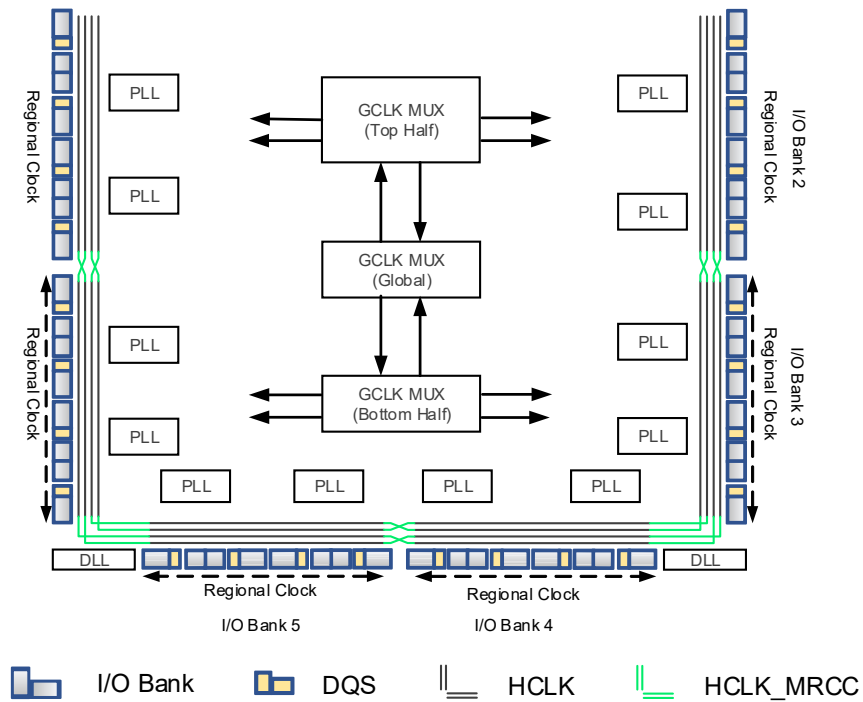 PLL
GCLK MUX
(Top Half)
PLL
Regional Clock
Regional Clock
I/O Bank 2
PLL
PLL
GCLK MUX
(Global)
PLL
PLL
Regional Clock
Regional Clock
I/O Bank 3
GCLK MUX
(Bottom Half)
PLL
PLL
PLL
PLL
PLL
PLL
DLL
DLL
Regional Clock
Regional Clock
I/O Bank 5
I/O Bank 4
I/O Bank
DQS
HCLK
HCLK_MRCC